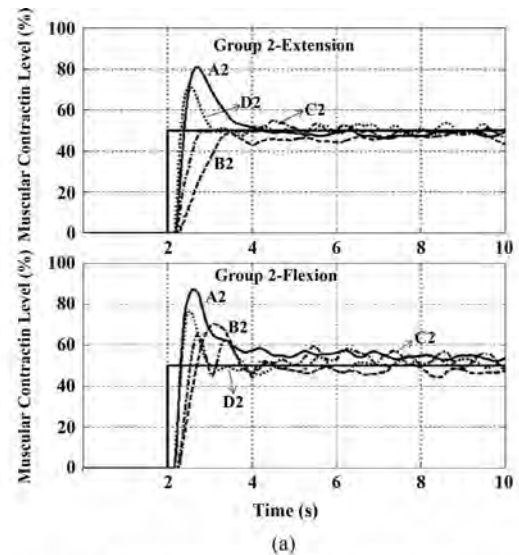 100
Group 2-Extension
80
A2
60
D2
C2
40
B2
20
0
Muscular Contractin Level (%)
2 4 6 8 10
100
Group 2-Flexion
80
A2
B2
60
C2
40
D2
20
0
Muscular Contractin Level (%)
2 4 6 8 10
Time (s)
(a)